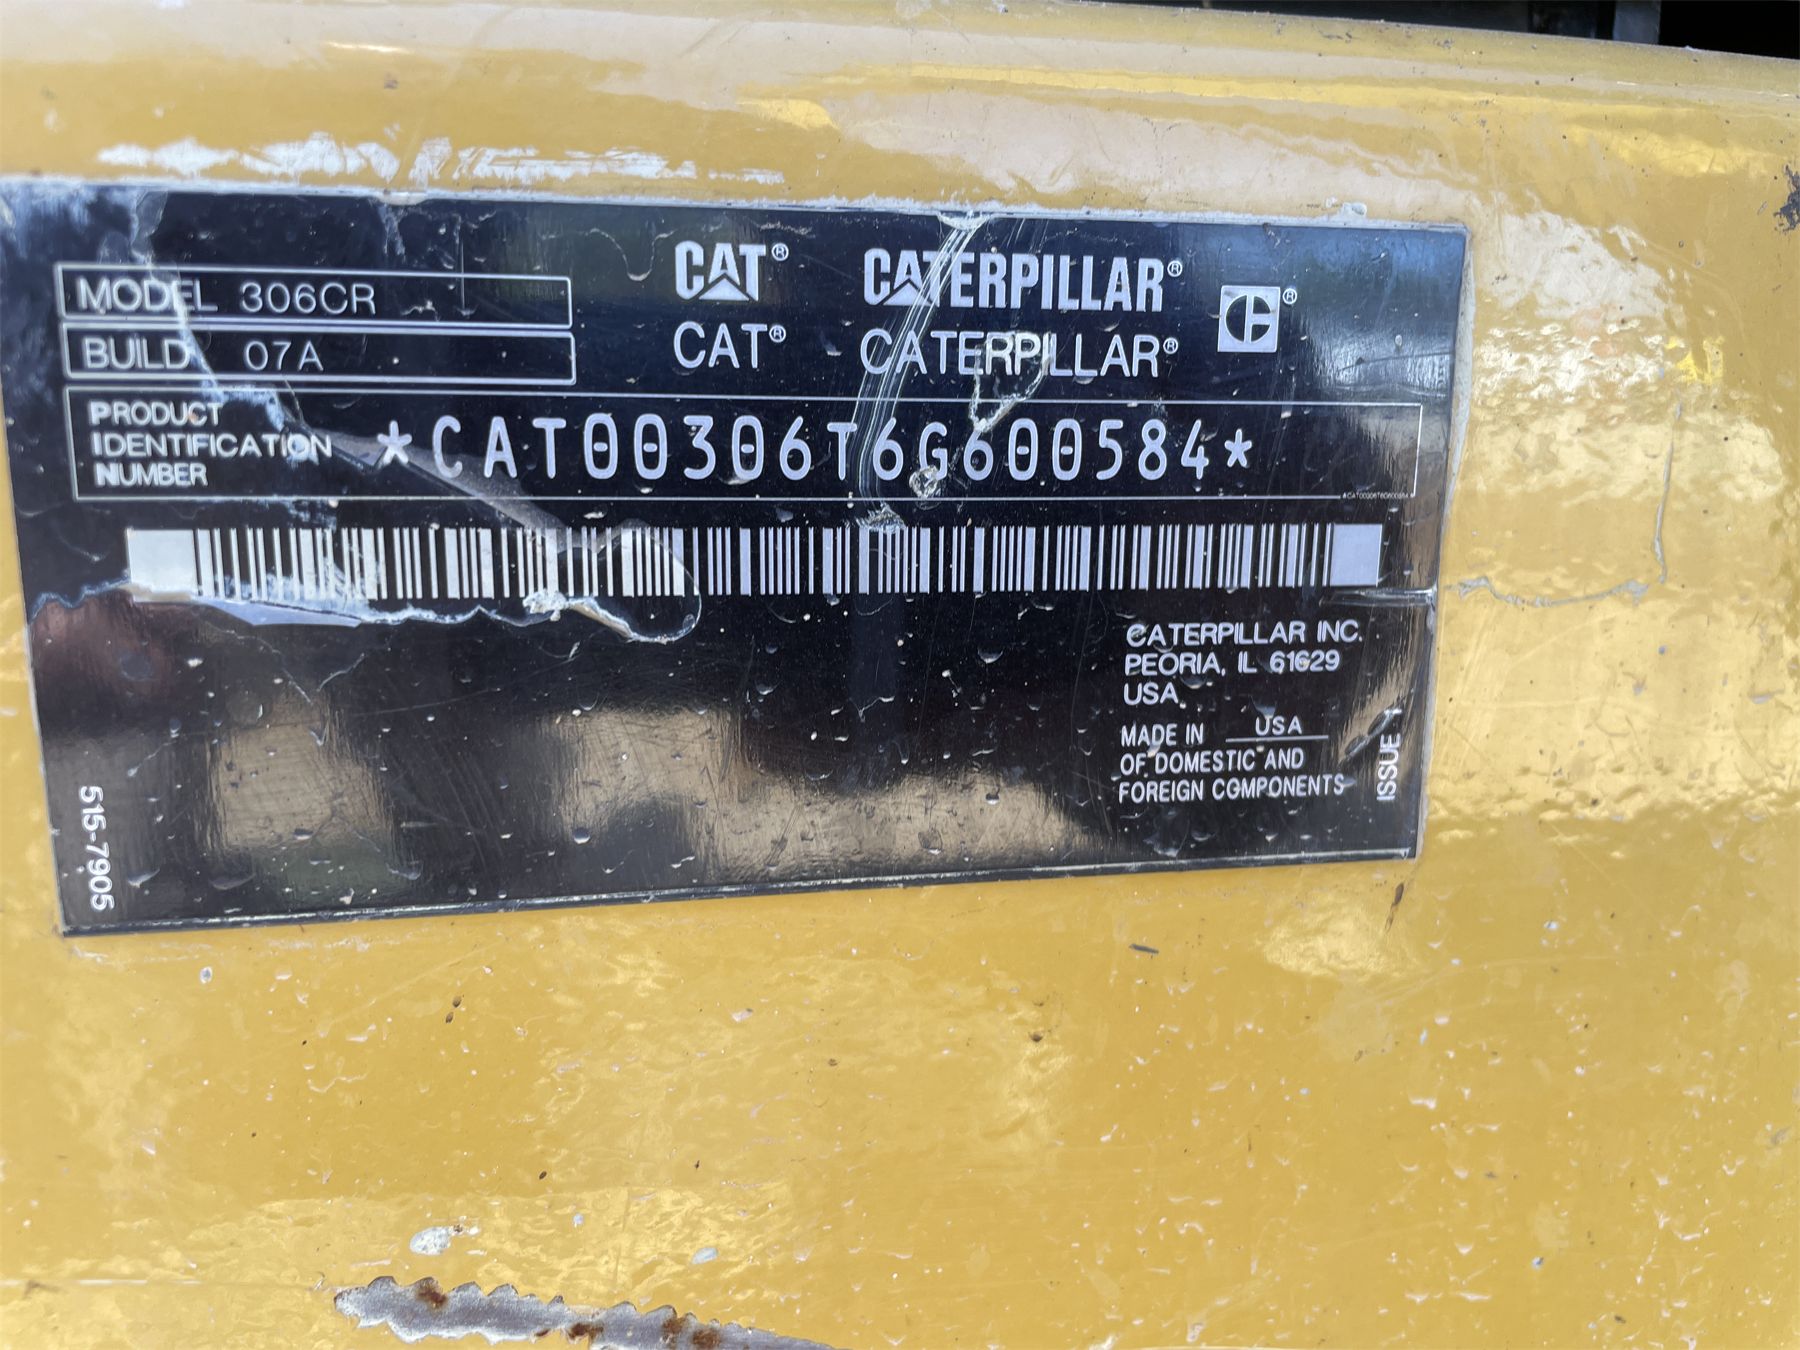 CAT® CATERPILLAR®
CAT® CATERPILLAR®
MODEL 306CR
BUILD 07A
PRODUCT
IDENTIFICATION
NUMBER
*CAT00306T6G600584*
*CAT00306T6G600584*
CATERPILLAR INC.
PEORIA, IL 61629
USA
MADE IN USA
OF DOMESTIC AND
FOREIGN COMPONENTS
ISSUE 1
515-7905